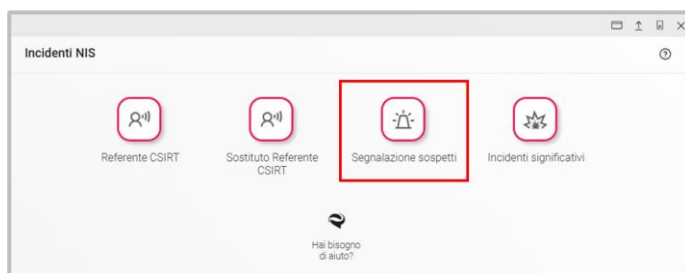 Incidenti NIS
Referente CSIRT
Sostituto Referente
CSIRT
Segnalazione sospetti
Incidenti significativi
Hai bisogno
di aiuto?